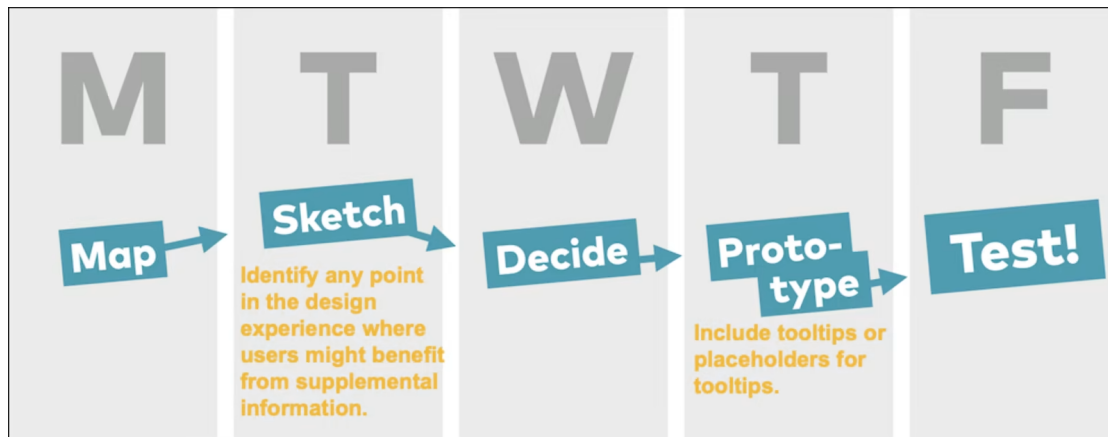 M
T
W
T
F
Map
Sketch
Decide
Proto-
type
Test!
Identify any point
in the design
experience where
users might benefit
from supplemental
information.
Include tooltips or
placeholders for
tooltips.